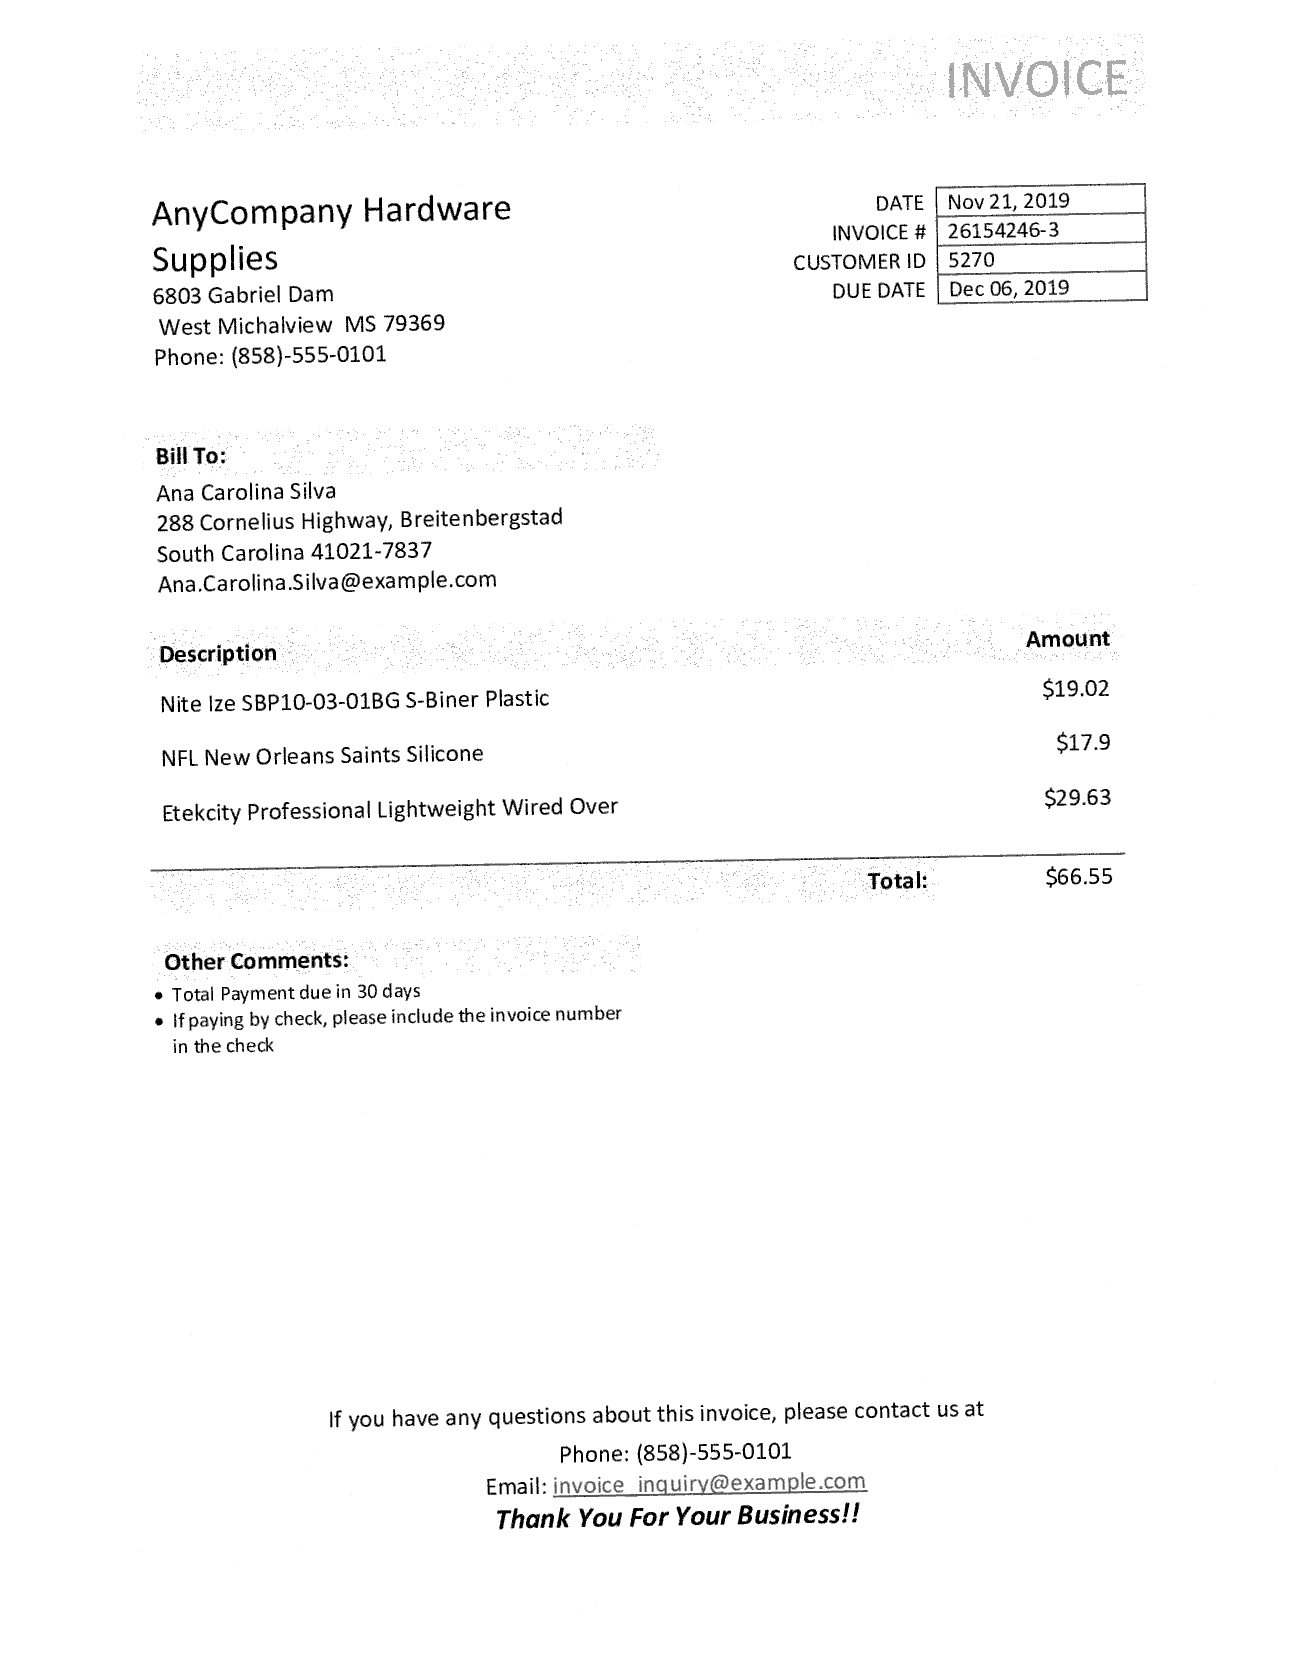 INVOICE
AnyCompany Hardware
Supplies
6803 Gabriel Dam
West Michalview MS 79369
Phone: (858)-555-0101
DATE Nov 21, 2019
INVOICE # 26154246-3
CUSTOMER ID 5270
DUE DATE Dec 06, 2019
Bill To:
Ana Carolina Silva
288 Cornelius Highway, Breitenbergstad
South Carolina 41021-7837
Ana.Carolina.Silva@example.com
Description Amount
Nite Ize SBP10-03-01BG S-Biner Plastic $19.02
NFL New Orleans Saints Silicone $17.9
Etekcity Professional Lightweight Wired Over $29.63
Total: $66.55
Other Comments:
• Total Payment due in 30 days
• If paying by check, please include the invoice number
in the check
If you have any questions about this invoice, please contact us at
Phone: (858)-555-0101
Email: invoice_inquiry@example.com
Thank You For Your Business!!